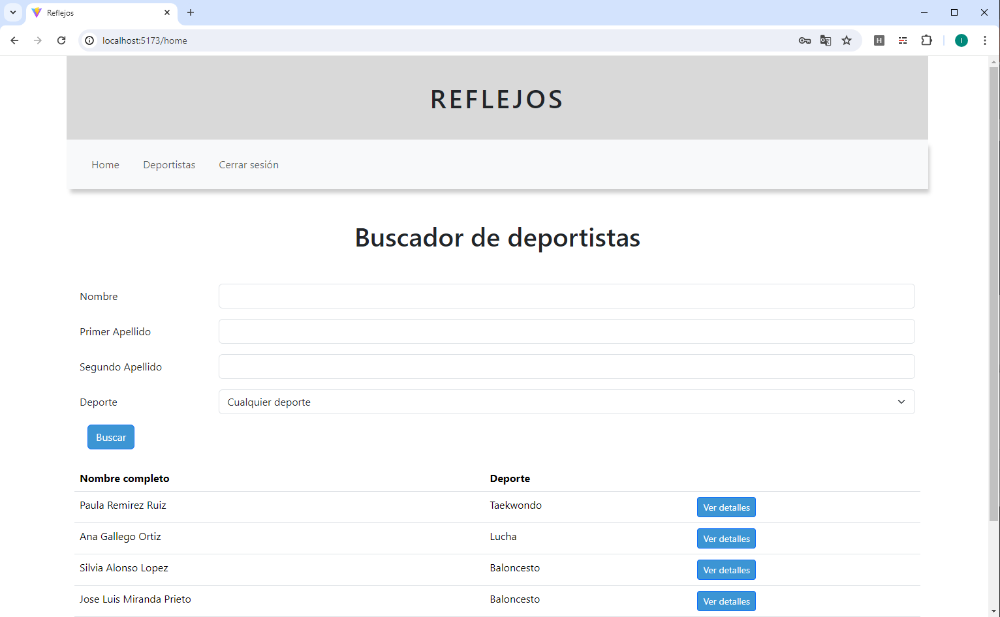 Reflejos
localhost:5173/home
H
I
REFLEJOS
Home Deportistas Cerrar sesión
Buscador de deportistas
Nombre
Primer Apellido
Segundo Apellido
Deporte Cualquier deporte
Buscar
Nombre completo Deporte
Paula Remirez Ruiz Taekwondo Ver detalles
Ana Gallego Ortiz Lucha Ver detalles
Silvia Alonso Lopez Baloncesto Ver detalles
Jose Luis Miranda Prieto Baloncesto Ver detalles